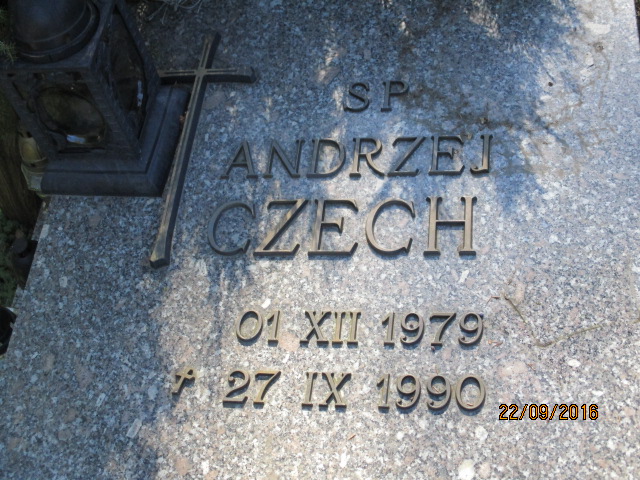 SP
ANDRZEJ
CZECH
01 XII 1979
27 IX 1990
22/09/2016